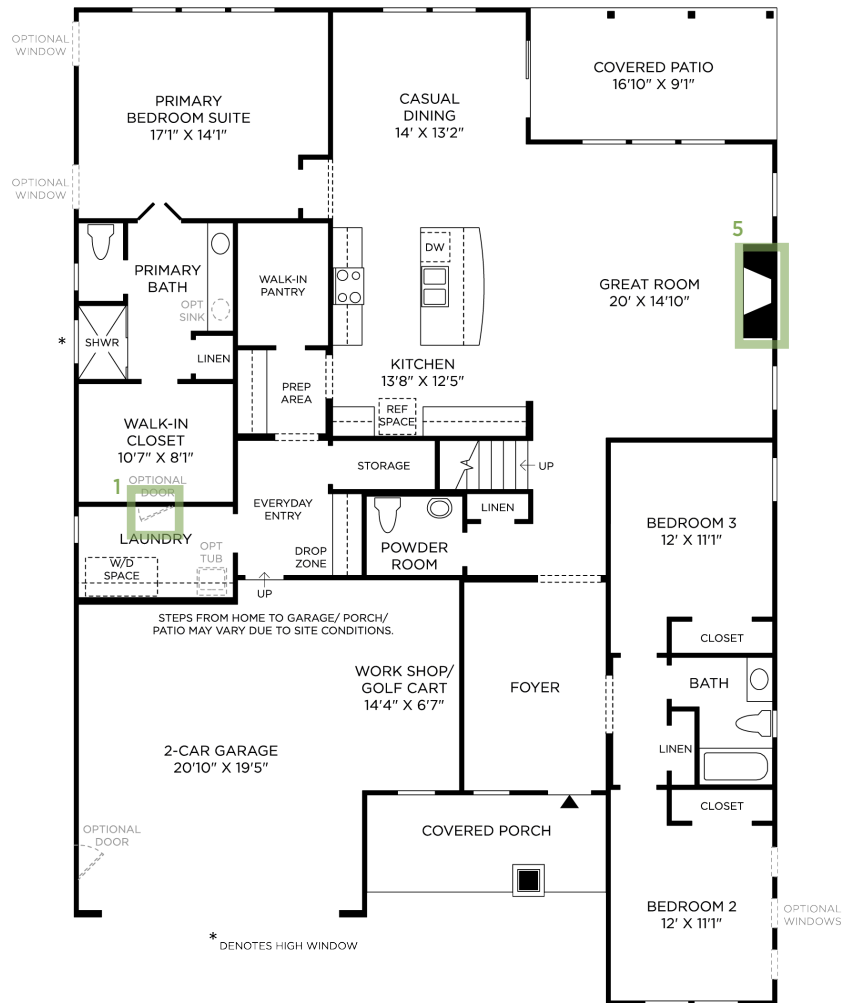 OPTIONAL
WINDOW
PRIMARY
BEDROOM SUITE
17'1" X 14'1"
CASUAL
DINING
14' X 13'2"
COVERED PATIO
16'10" X 9'1"
OPTIONAL
WINDOW
5
DW
PRIMARY
BATH
WALK-IN
PANTRY
GREAT ROOM
20' X 14'10"
OPT
SINK
*
SHWR
LINEN
KITCHEN
13'8" X 12'5"
PREP
AREA
REF
SPACE
WALK-IN
CLOSET
10'7" X 8'1"
STORAGE
UP
1
OPTIONAL
DOOR
EVERYDAY
ENTRY
LINEN
BEDROOM 3
12' X 11'1"
LAUNDRY
OPT
TUB
W/D
SPACE
DROP
ZONE
POWDER
ROOM
UP
STEPS FROM HOME TO GARAGE/ PORCH/
PATIO MAY VARY DUE TO SITE CONDITIONS.
CLOSET
WORK SHOP/
GOLF CART
14'4" X 6'7"
FOYER
BATH
2-CAR GARAGE
20'10" X 19'5"
LINEN
CLOSET
OPTIONAL
DOOR
COVERED PORCH
BEDROOM 2
12' X 11'1"
OPTIONAL
WINDOWS
* DENOTES HIGH WINDOW